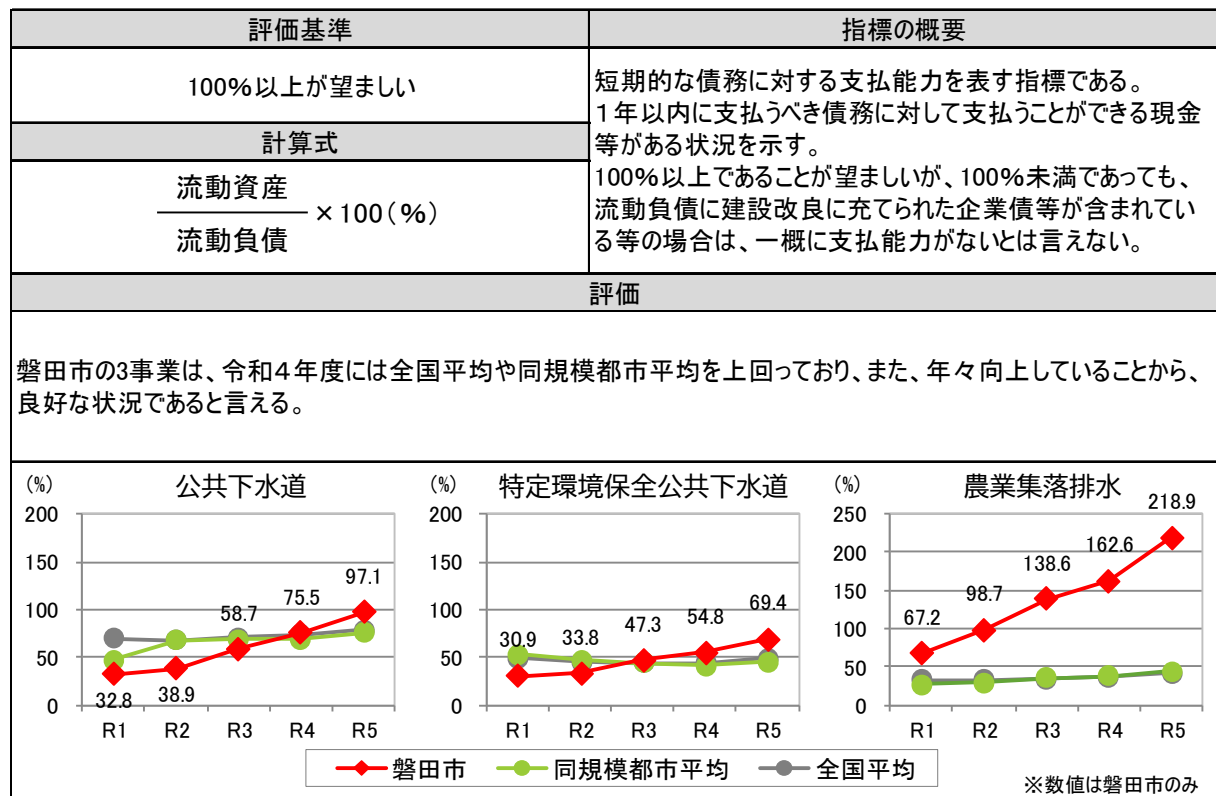 評価基準
指標の概要
100%以上が望ましい
短期的な債務に対する支払能力を表す指標である。
１年以内に支払うべき債務に対して支払うことができる現金
等がある状況を示す。
100%以上であることが望ましいが、100%未満であっても、
流動負債に建設改良に充てられた企業債等が含まれてい
る等の場合は、一概に支払能力がないとは言えない。
計算式
流動資産
流動負債
×100(%)
評価
磐田市の3事業は、令和４年度には全国平均や同規模都市平均を上回っており、また、年々向上していることから、
良好な状況であると言える。
(%)
公共下水道
200
150
100
50
0
32.8
38.9
58.7
75.5
97.1
R1 R2 R3 R4 R5
(%)
特定環境保全公共下水道
200
150
100
50
0
30.9
33.8
47.3
54.8
69.4
R1 R2 R3 R4 R5
(%)
農業集落排水
250
200
150
100
50
0
67.2
98.7
138.6
162.6
218.9
R1 R2 R3 R4 R5
磐田市 同規模都市平均 全国平均
※数値は磐田市のみ